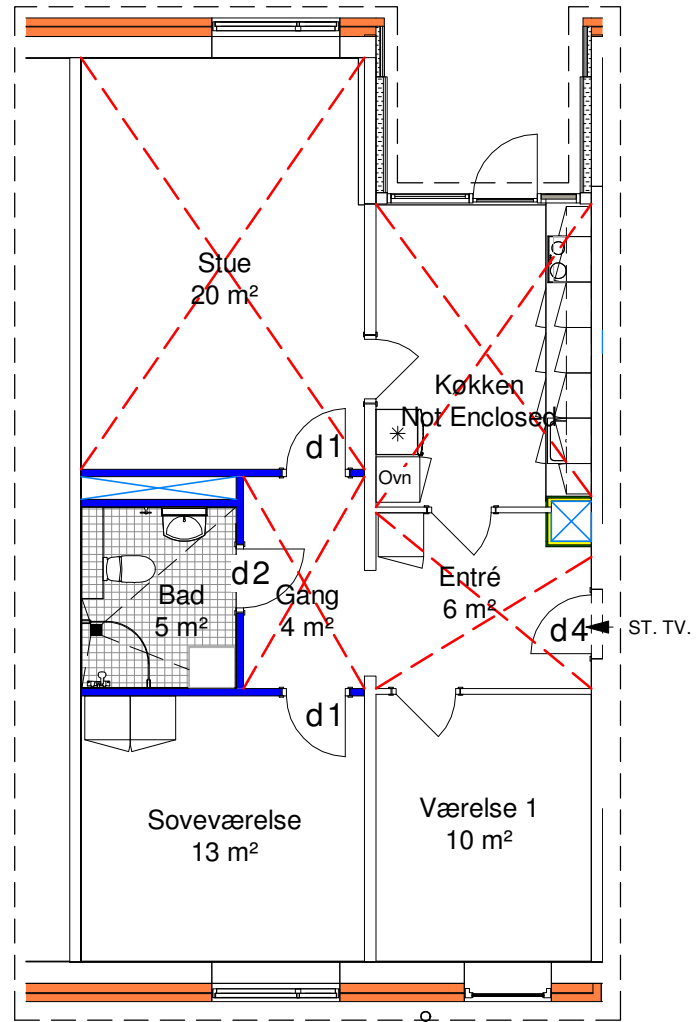 Stue
20 m²
Køkken
Not Enclosed
d1
Ovn
d2
Bad
5 m²
Gang
4 m²
Entré
6 m²
d4
ST. TV.
d1
Soveværelse
13 m²
Værelse 1
10 m²